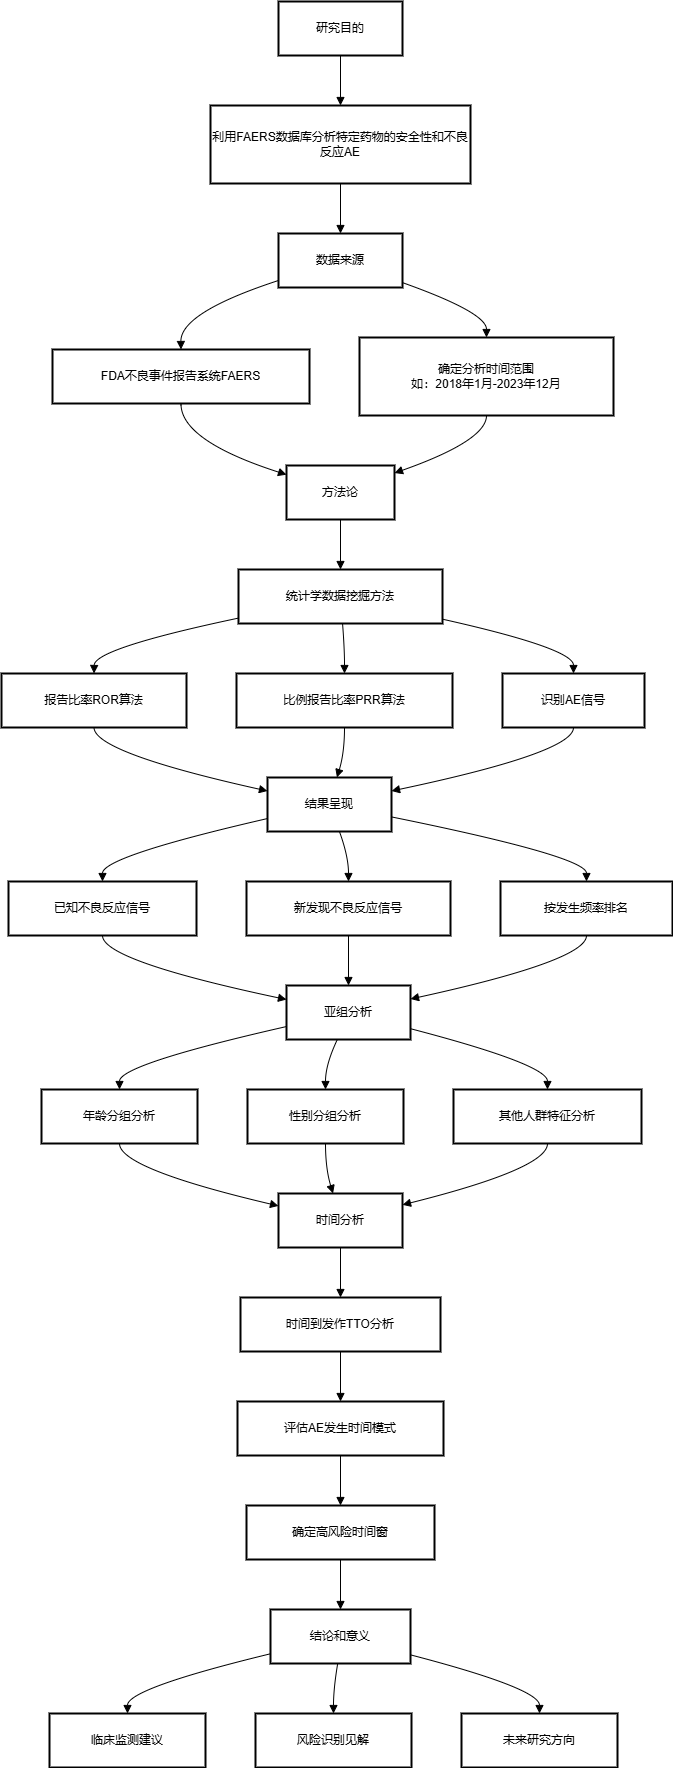 研究目的
利用FAERS数据库分析特定药物的安全性和不良
反应AE
数据来源
FDA不良事件报告系统FAERS
确定分析时间范围
如：2018年1月-2023年12月
方法论
统计学数据挖掘方法
报告比率ROR算法
比例报告比率PRR算法
识别AE信号
结果呈现
已知不良反应信号
新发现不良反应信号
按发生频率排名
亚组分析
年龄分组分析
性别分组分析
其他人群特征分析
时间分析
时间到发作TTO分析
评估AE发生时间模式
确定高风险时间窗
结论和意义
临床监测建议
风险识别见解
未来研究方向